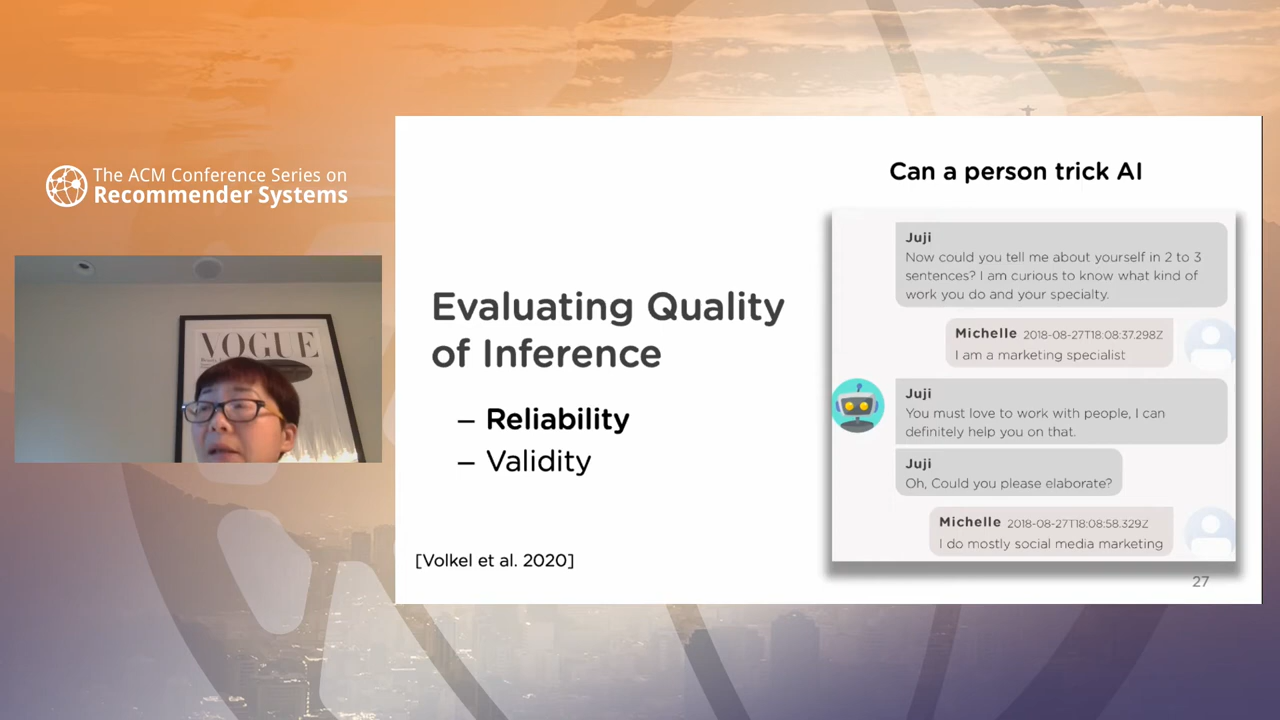 The ACM Conference Series on
Recommender Systems
VOGUE
Evaluating Quality
of Inference
– Reliability
– Validity
[Volkel et al. 2020]
Can a person trick AI
Juji
Now could you tell me about yourself in 2 to 3
sentences? I am curious to know what kind of
work you do and your specialty.
Michelle 2018-08-27T18:08:37.298Z
I am a marketing specialist
Juji
You must love to work with people, I can
definitely help you on that.
Juji
Oh, Could you please elaborate?
Michelle 2018-08-27T18:08:58.329Z
I do mostly social media marketing
27